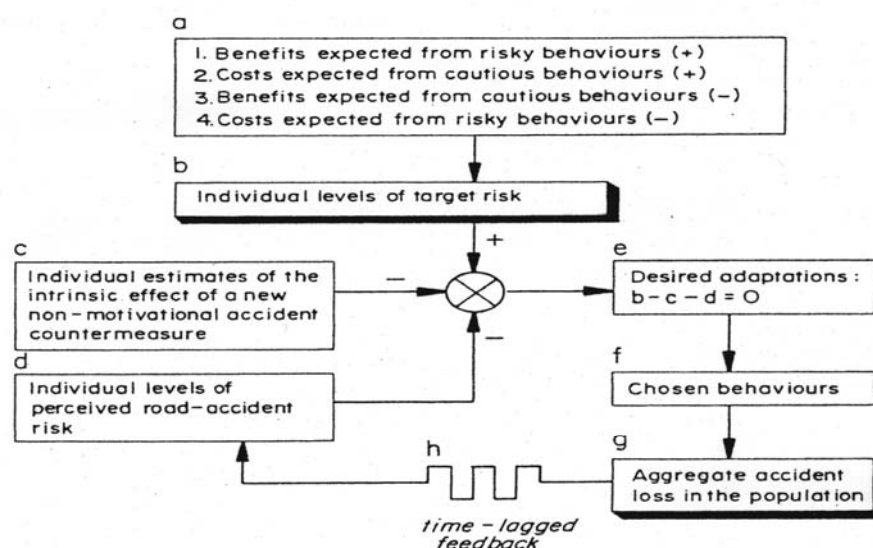 a
1. Benefits expected from risky behaviours (+)
2. Costs expected from cautious behaviours (+)
3. Benefits expected from cautious behaviours (−)
4. Costs expected from risky behaviours (−)
b
Individual levels of target risk
+
c
Individual estimates of the
intrinsic effect of a new
non-motivational accident
countermeasure
−
e
Desired adaptations :
b-c-d = O
−
d
Individual levels of
perceived road-accident
risk
f
Chosen behaviours
h
g
Aggregate accident
loss in the population
time-lagged
feedback